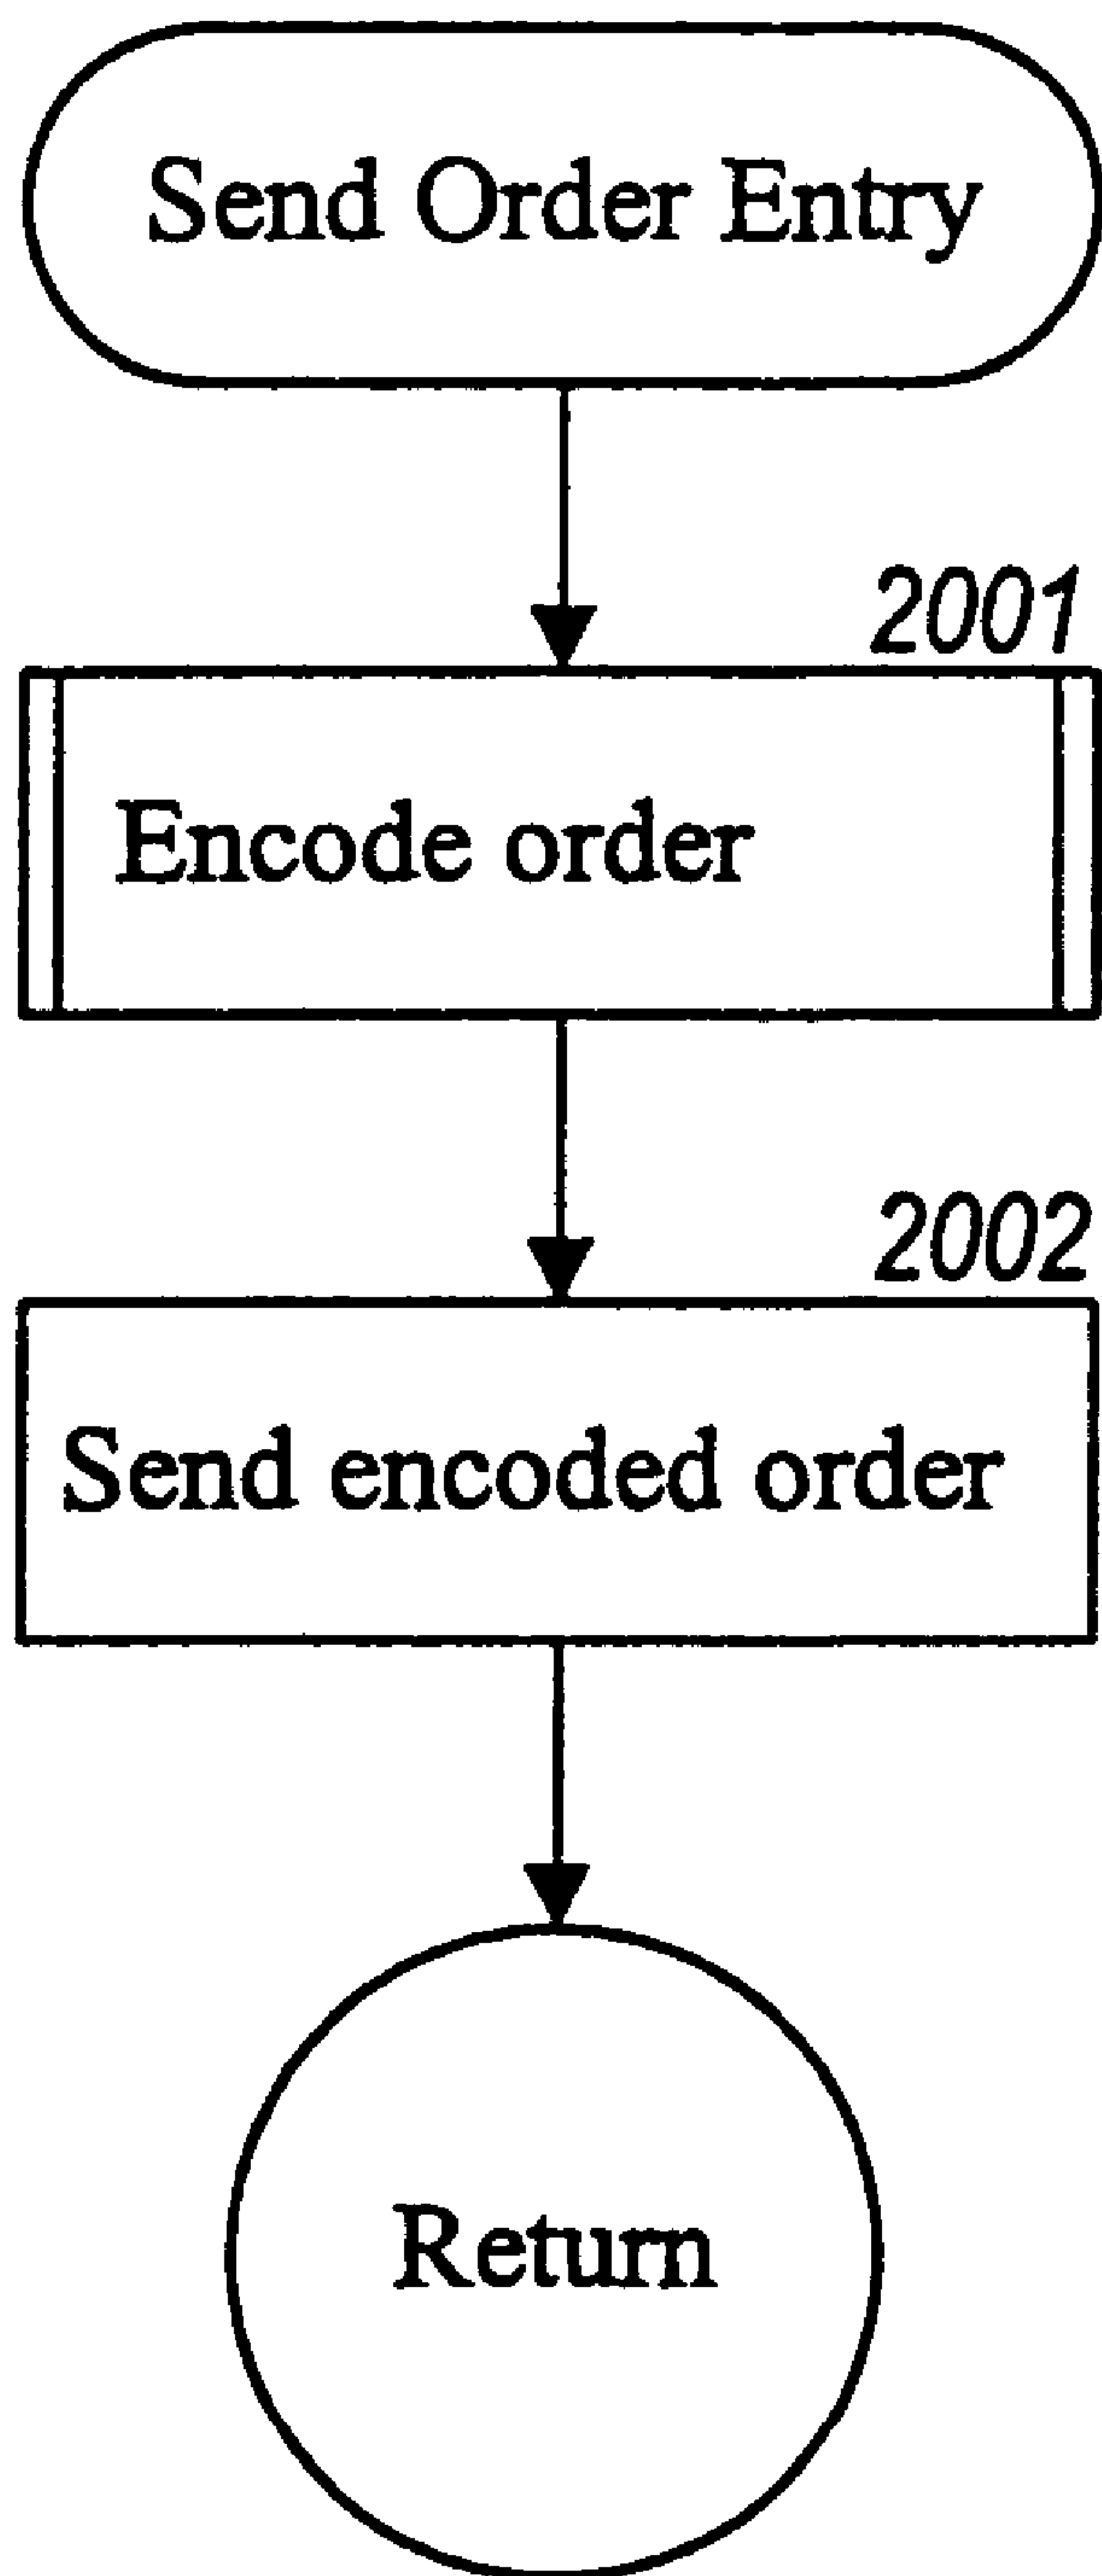 Send Order Entry
2001
Encode order
2002
Send encoded order
Return